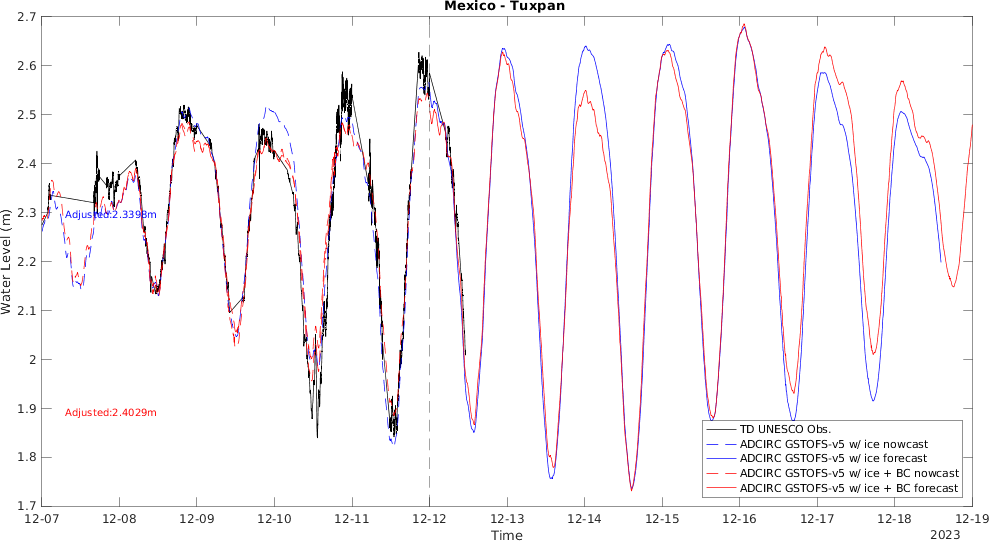 Mexico - Tuxpan
2.7
2.6
2.5
2.4
2.3
2.2
2.1
2
1.9
1.8
1.7
Water Level (m)
Adjusted:2.3398m
Adjusted:2.4029m
TD UNESCO Obs.
ADCIRC GSTOFS-v5 w/ ice nowcast
ADCIRC GSTOFS-v5 w/ ice forecast
ADCIRC GSTOFS-v5 w/ ice + BC nowcast
ADCIRC GSTOFS-v5 w/ ice + BC forecast
12-07 12-08 12-09 12-10 12-11 12-12 12-13 12-14 12-15 12-16 12-17 12-18 12-19
Time
2023